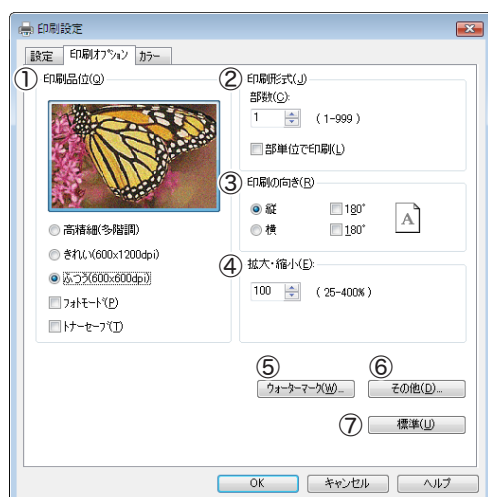 印刷設定
設定 印刷オプション カラー
① 印刷品位(Q)
高精細(多階調)
きれい(600x1200dpi)
ふつう(600x600dpi)
フォトモード(P)
トナーセーブ(T)
② 印刷形式(J)
部数(C):
1 (1-999)
部単位で印刷(L)
③ 印刷の向き(R)
縦 180°
横 180°
A
④ 拡大・縮小(E):
100 (25-400%)
⑤ ⑥
ウォーターマーク(W)... その他(D)...
⑦ 標準(U)
OK キャンセル ヘルプ